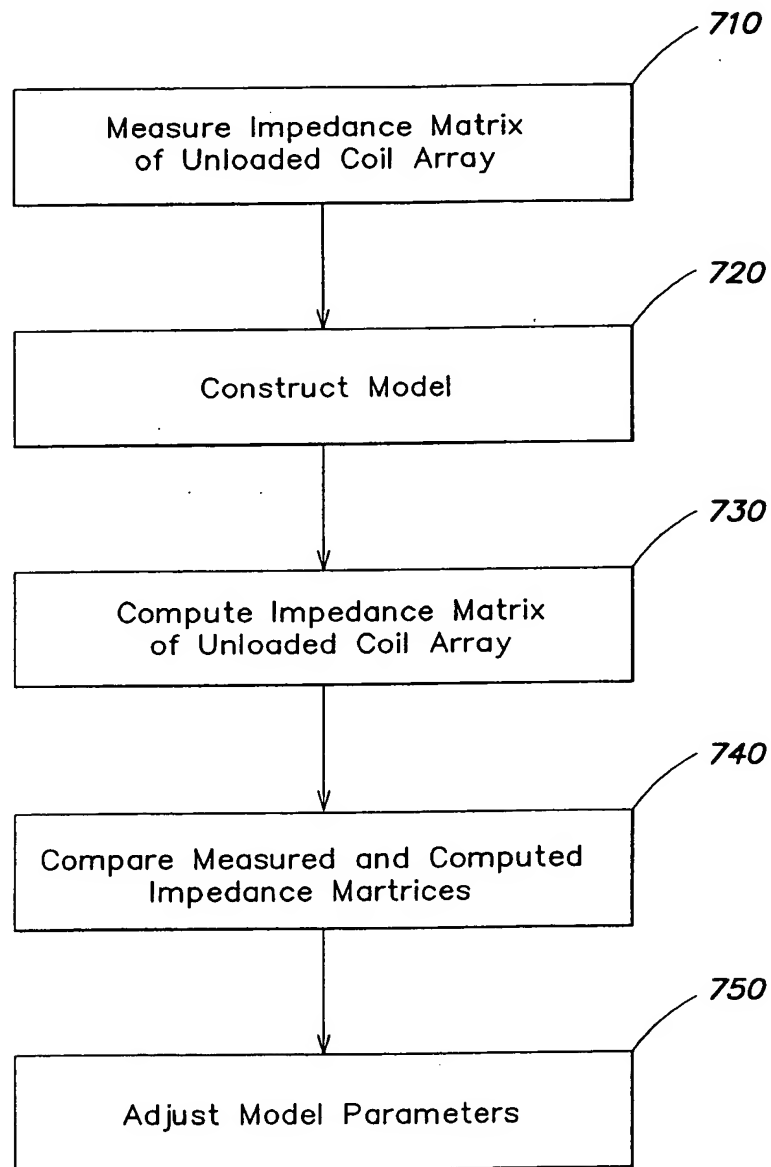 710
Measure Impedance Matrix
of Unloaded Coil Array
720
Construct Model
730
Compute Impedance Matrix
of Unloaded Coil Array
740
Compare Measured and Computed
Impedance Martrices
750
Adjust Model Parameters